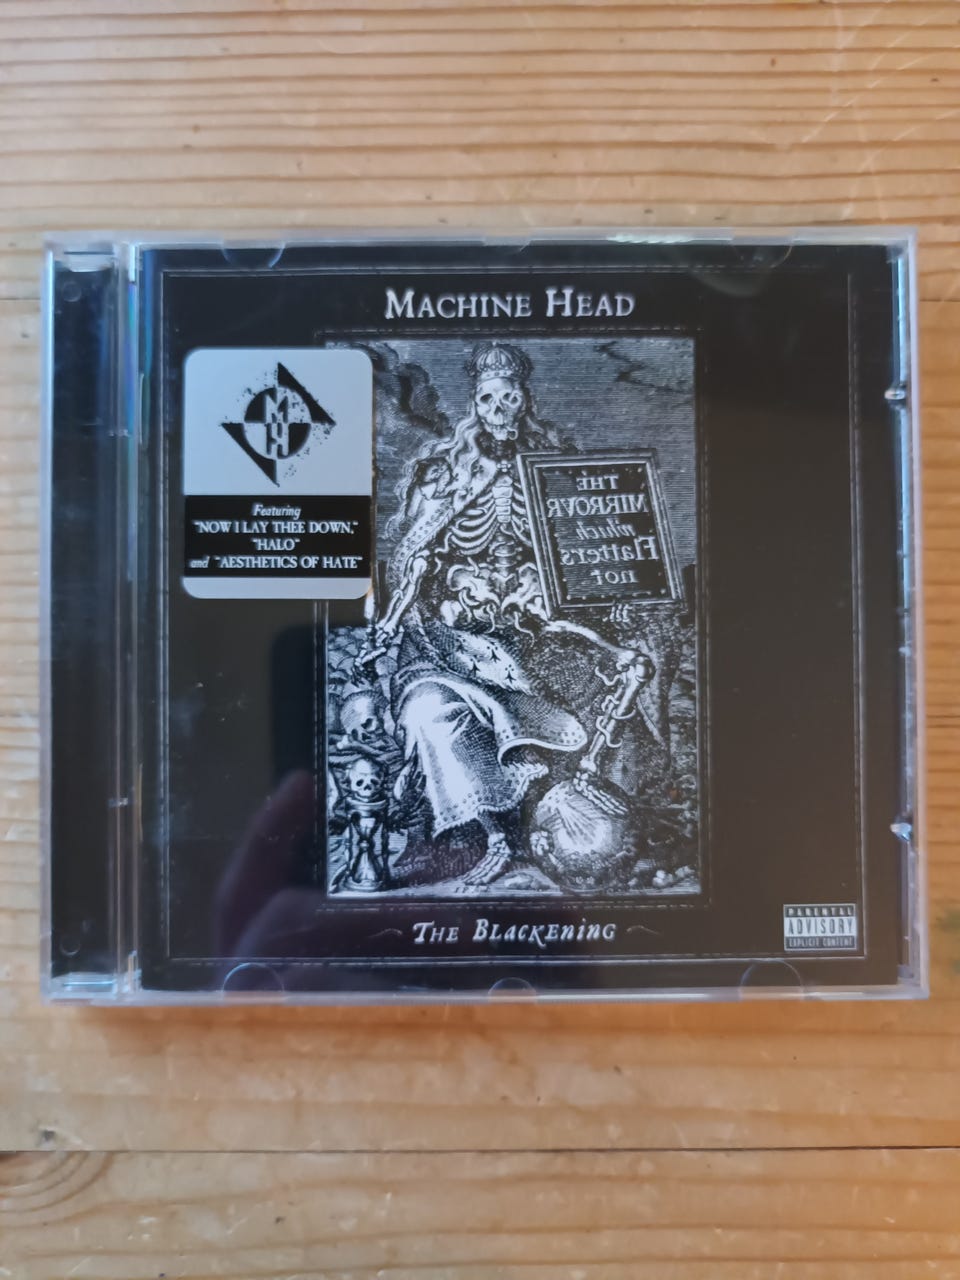 MACHINE HEAD
M
H
Featuring
"NOW I LAY THEE DOWN,"
"HALO"
and "AESTHETICS OF HATE"
THE
MIRROVR
which
Flatters
not
THE BLACKENING
PARENTAL
ADVISORY
EXPLICIT CONTENT